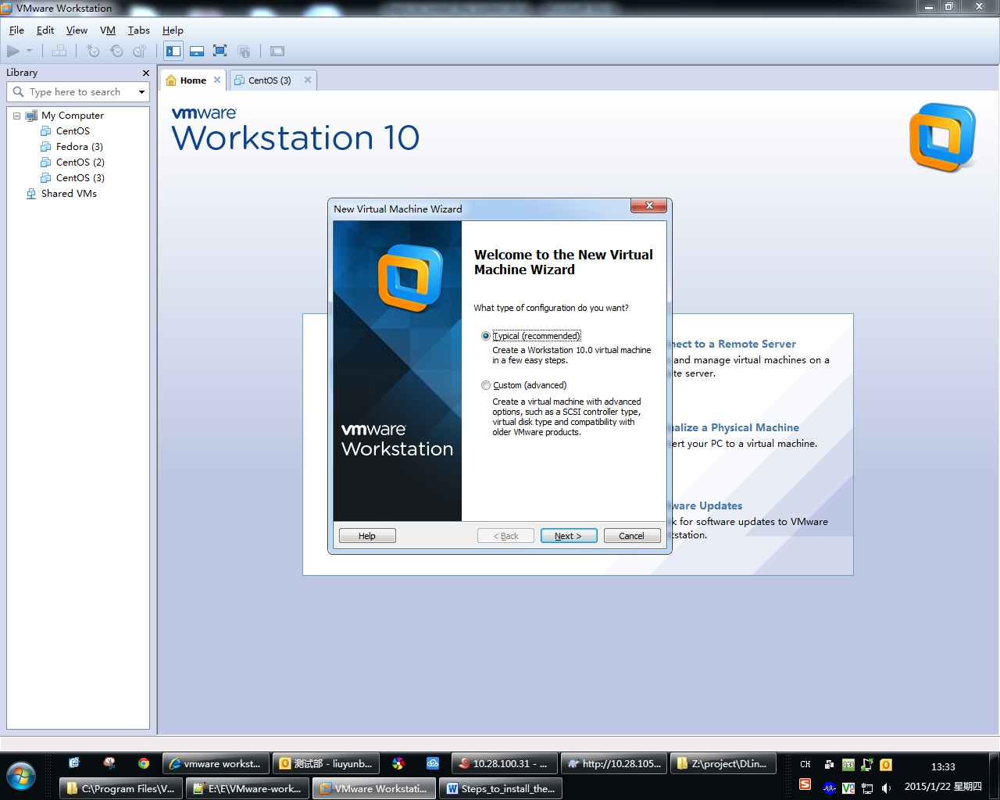 VMware Workstation
File Edit View VM Tabs Help
Library
Type here to search
My Computer
CentOS
Fedora (3)
CentOS (2)
CentOS (3)
Shared VMs
Home
CentOS (3)
vmware
Workstation 10
New Virtual Machine Wizard
Welcome to the New Virtual
Machine Wizard
What type of configuration do you want?
Typical (recommended)
Create a Workstation 10.0 virtual machine
in a few easy steps.
Custom (advanced)
Create a virtual machine with advanced
options, such as a SCSI controller type,
virtual disk type and compatibility with
older VMware products.
vmware
Workstation
Help
< Back
Next >
Cancel
nect to a Remote Server
and manage virtual machines on a
te server.
ualize a Physical Machine
ert your PC to a virtual machine.
ware Updates
k for software updates to VMware
station.
vmware workst...
测试部 - liuyunb...
10.28.100.31 - ...
http://10.28.105...
Z:\project\DLin...
CH
13:33
C:\Program Files\V...
E:\E\VMware-work...
VMware Workstati...
Steps_to_install_the...
2015/1/22 星期四